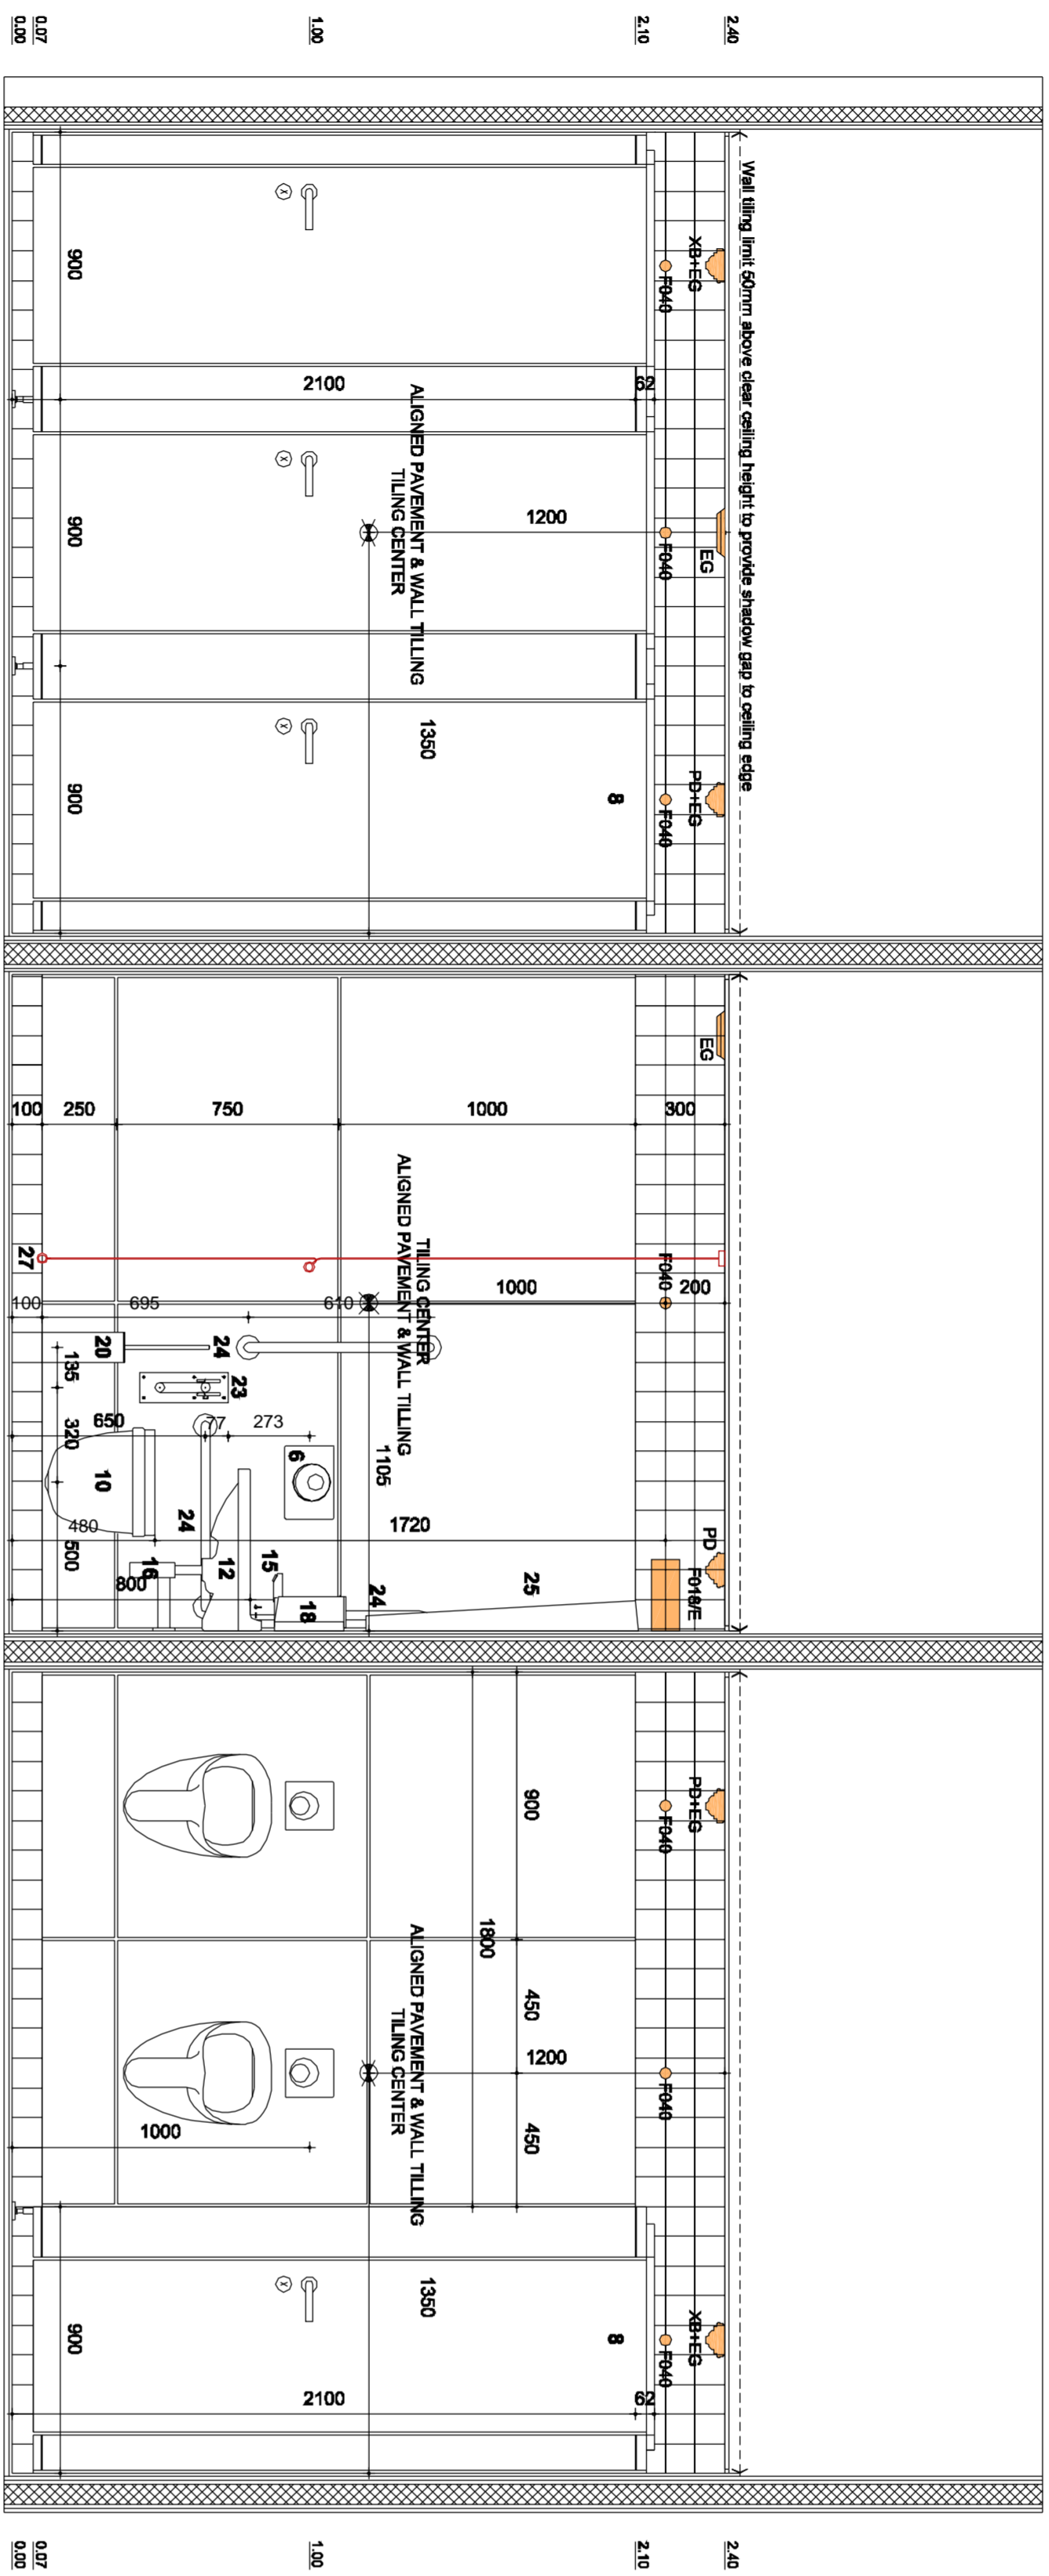 2.40
2.10
1.00
0.07
0.00
Wall tiling limit 50mm above clear ceiling height to provide shadow gap to ceiling edge
XB+EG
F040
EG
F040
PD+EG
F040
8
62
2100
1200
ALIGNED PAVEMENT & WALL TILLING
TILING CENTER
1350
X
X
X
900
900
900
EG
300
1000
750
250
100
F040
200
1000
TILING CENTER
ALIGNED PAVEMENT & WALL TILLING
610
695
100
27
24
20
23
135
1105
273
77
650
320
6
10
1720
480
24
12
15
16
800
500
18
24
25
PD
F018/E
PD+EG
F040
F040
XB+EG
F040
900
1800
450
1200
450
ALIGNED PAVEMENT & WALL TILLING
TILING CENTER
1000
1350
8
62
2100
X
900
2.40
2.10
1.00
0.07
0.00